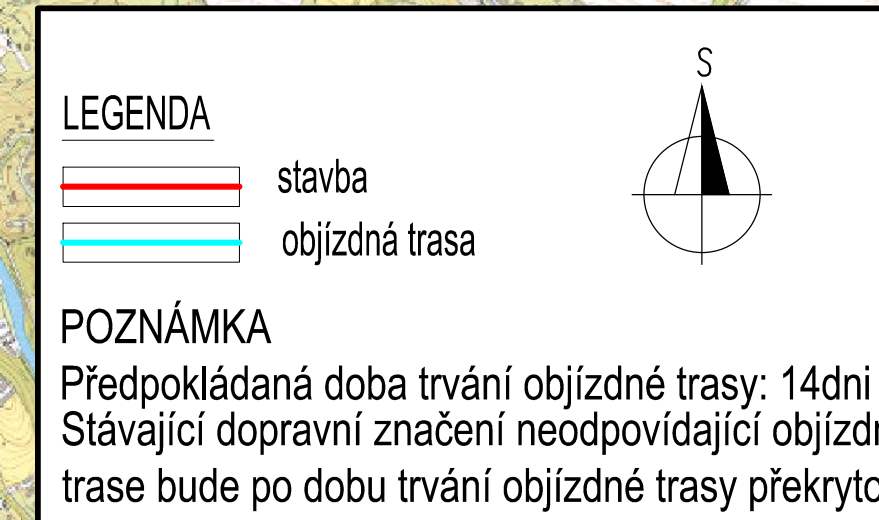 S
LEGENDA
stavba
objízdná trasa
POZNÁMKA
Předpokládaná doba trvání objízdné trasy: 14dni
Stávající dopravní značení neodpovídající
trase bude po dobu trvání objízdné trasy překryto